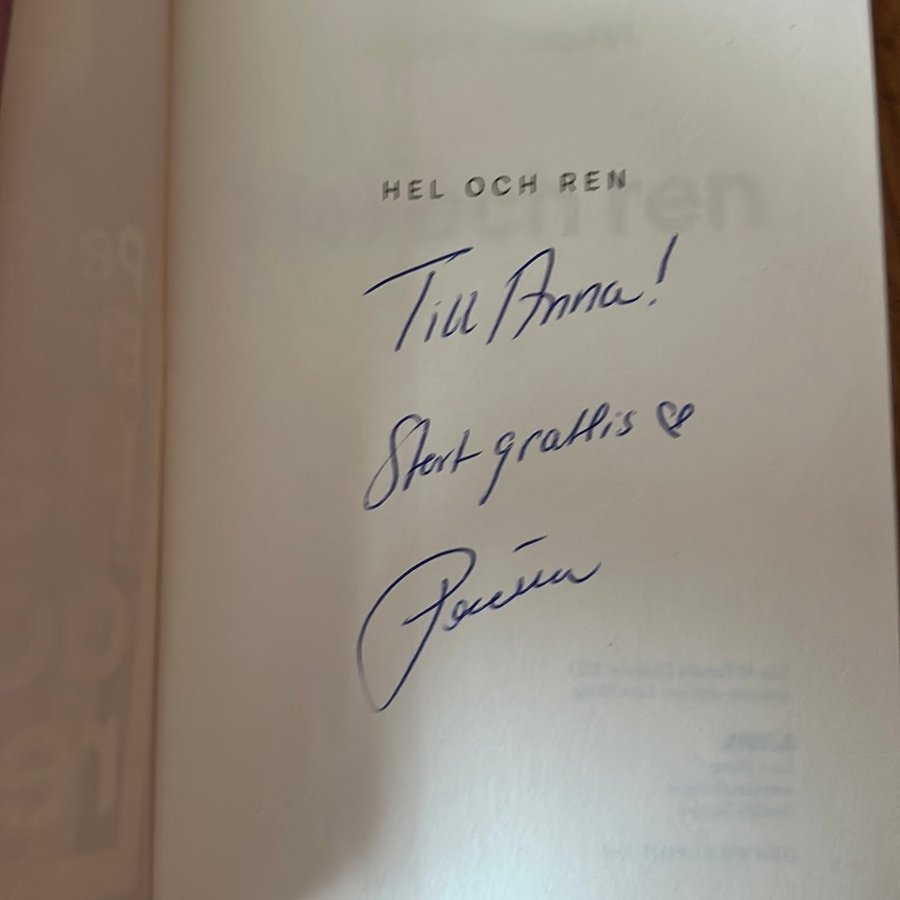 HEL OCH REN
Till Anna!
Stort grattis